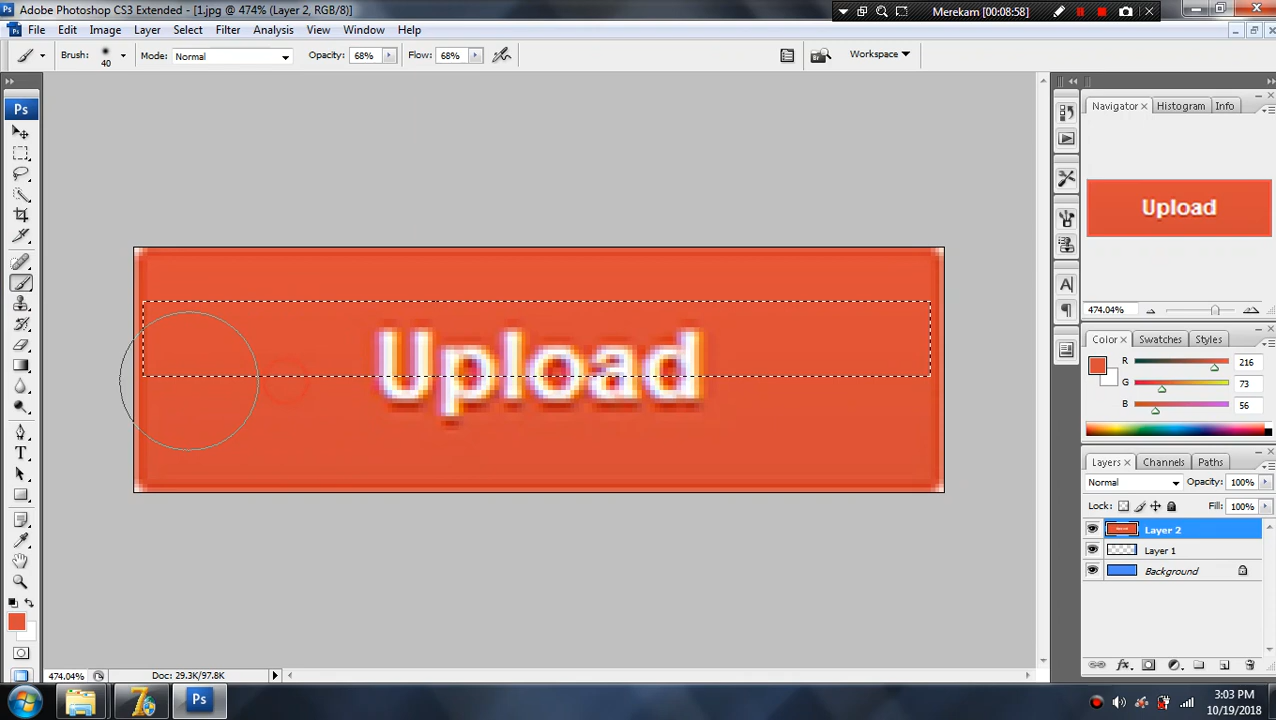 Adobe Photoshop CS3 Extended - [1.jpg @ 474% (Layer 2, RGB/8)]
Merekam [00:08:58]
File Edit Image Layer Select Filter Analysis View Window Help
Brush: 40 Mode: Normal Opacity: 68% Flow: 68% Workspace
Ps
Navigator Histogram Info
Upload
474.04%
Color Swatches Styles
R 216
G 73
B 56
Layers Channels Paths
Normal Opacity: 100%
Lock: Fill: 100%
Layer 2
Layer 1
Background
Upload
474.04% Doc: 29.3K/97.8K
Ps
3:03 PM
10/19/2018